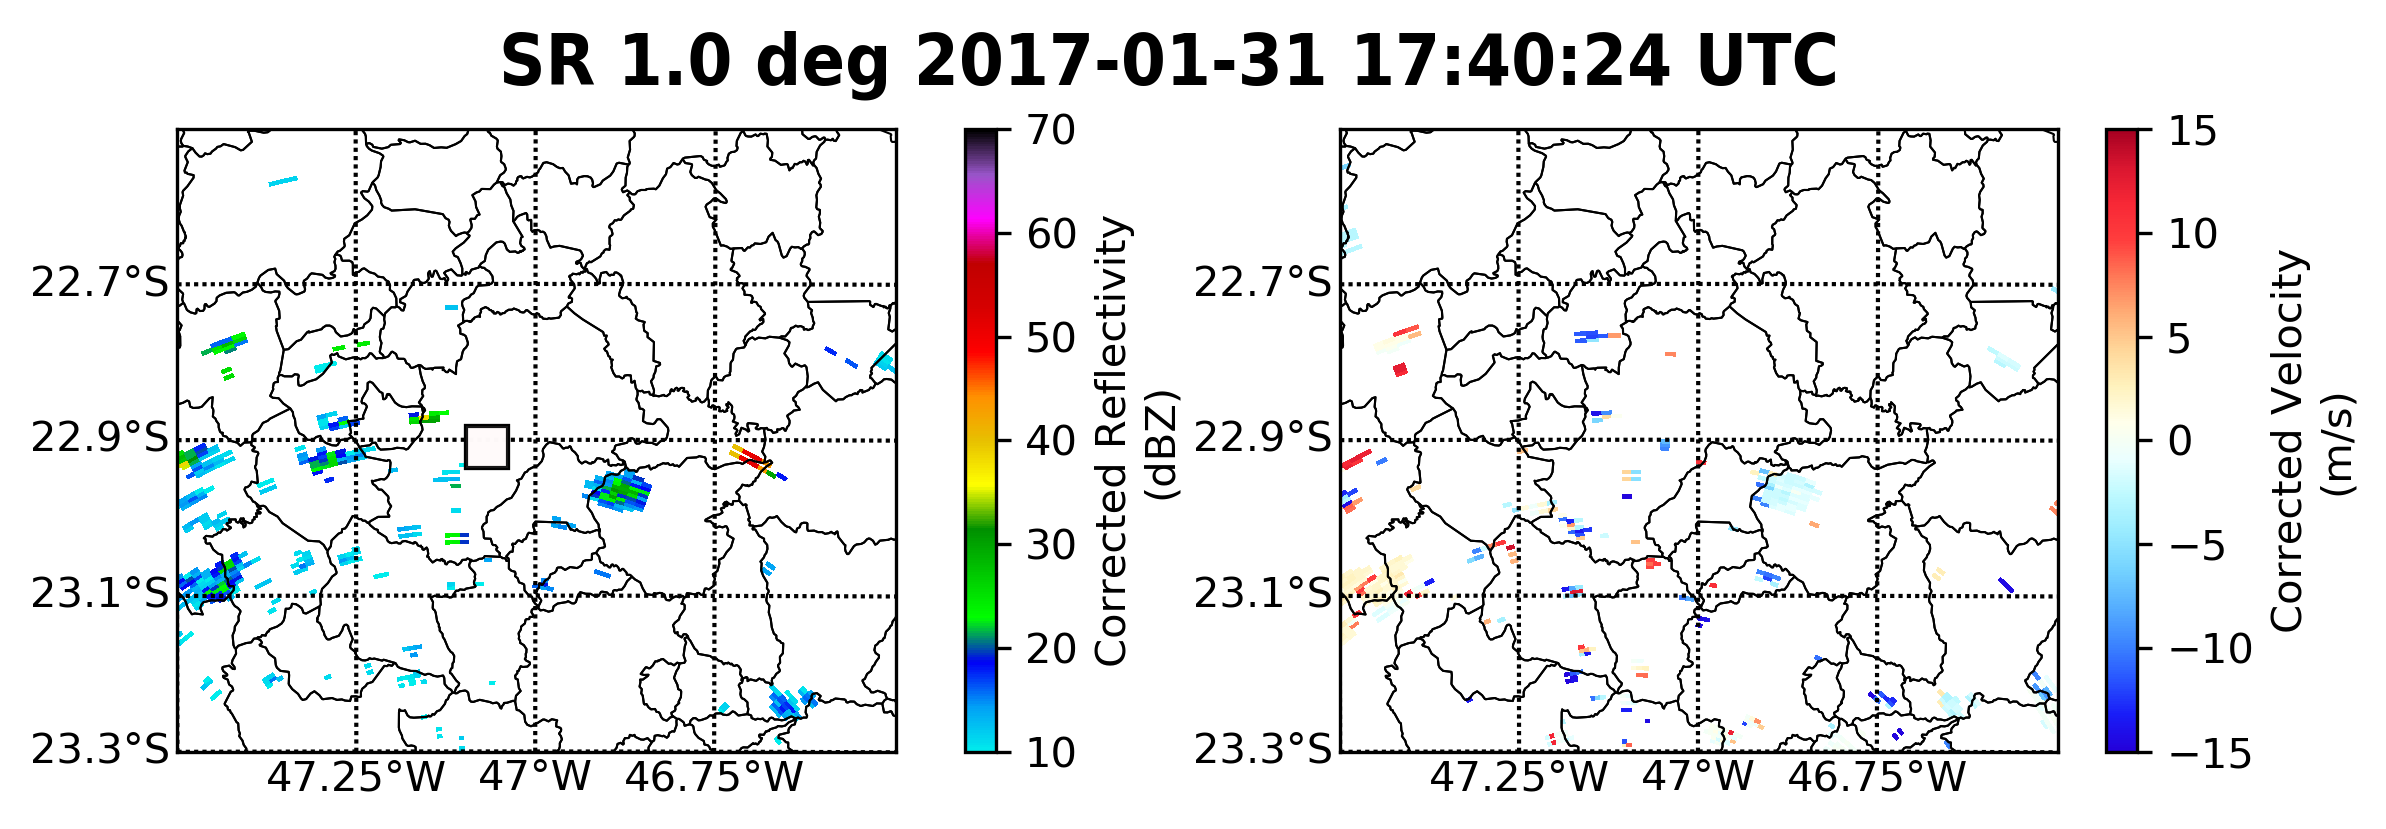 SR 1.0 deg 2017-01-31 17:40:24 UTC
22.7°S
22.9°S
23.1°S
23.3°S
47.25°W 47°W 46.75°W
70
60
50
40
30
20
10
Corrected Reflectivity
(dBZ)
22.7°S
22.9°S
23.1°S
23.3°S
47.25°W 47°W 46.75°W
15
10
5
0
−5
−10
−15
Corrected Velocity
(m/s)